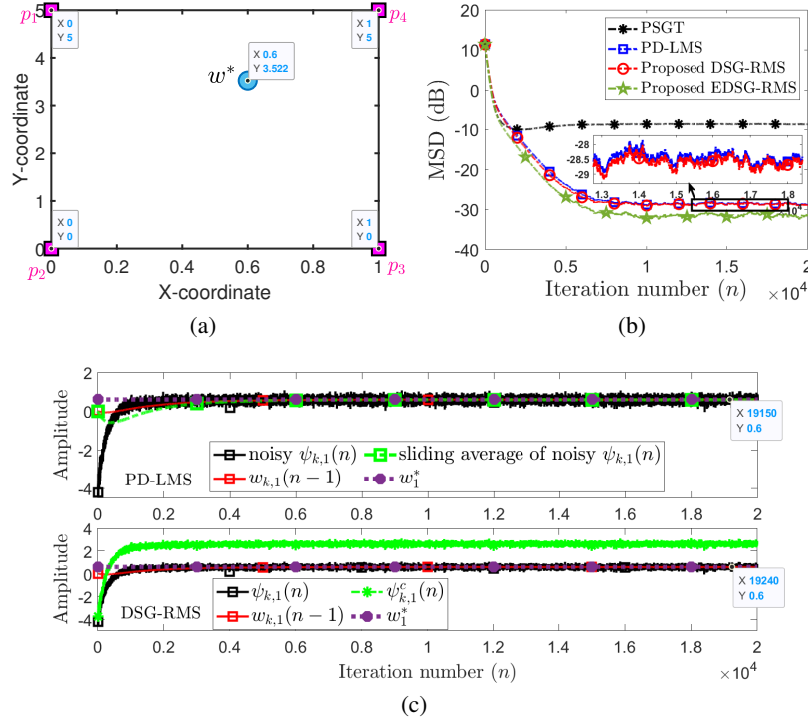 p1
p4
X 0
Y 5
X 1
Y 5
X 0.6
Y 3.522
w*
X 0
Y 0
X 1
Y 0
p2
p3
5
4
3
2
1
0
0 0.2 0.4 0.6 0.8 1
Y-coordinate
X-coordinate
(a)
20
10
0
-10
-20
-30
-40
MSD (dB)
PSGT
PD-LMS
Proposed DSG-RMS
Proposed EDSG-RMS
-28
-28.5
-29
1.3 1.4 1.5 1.6 1.7 1.8
0 0.5 1 1.5 2
Iteration number (n)
×10⁴
(b)
2
0
-2
-4
Amplitude
X 19150
Y 0.6
noisy ψk,1(n) sliding average of noisy ψk,1(n)
PD-LMS wk,1(n − 1) w1*
0 0.2 0.4 0.6 0.8 1 1.2 1.4 1.6 1.8 2
4
2
0
-2
-4
Amplitude
X 19240
Y 0.6
ψk,1(n) ψᶜk,1(n)
DSG-RMS wk,1(n − 1) w1*
0 0.2 0.4 0.6 0.8 1 1.2 1.4 1.6 1.8 2
Iteration number (n)
×10⁴
(c)